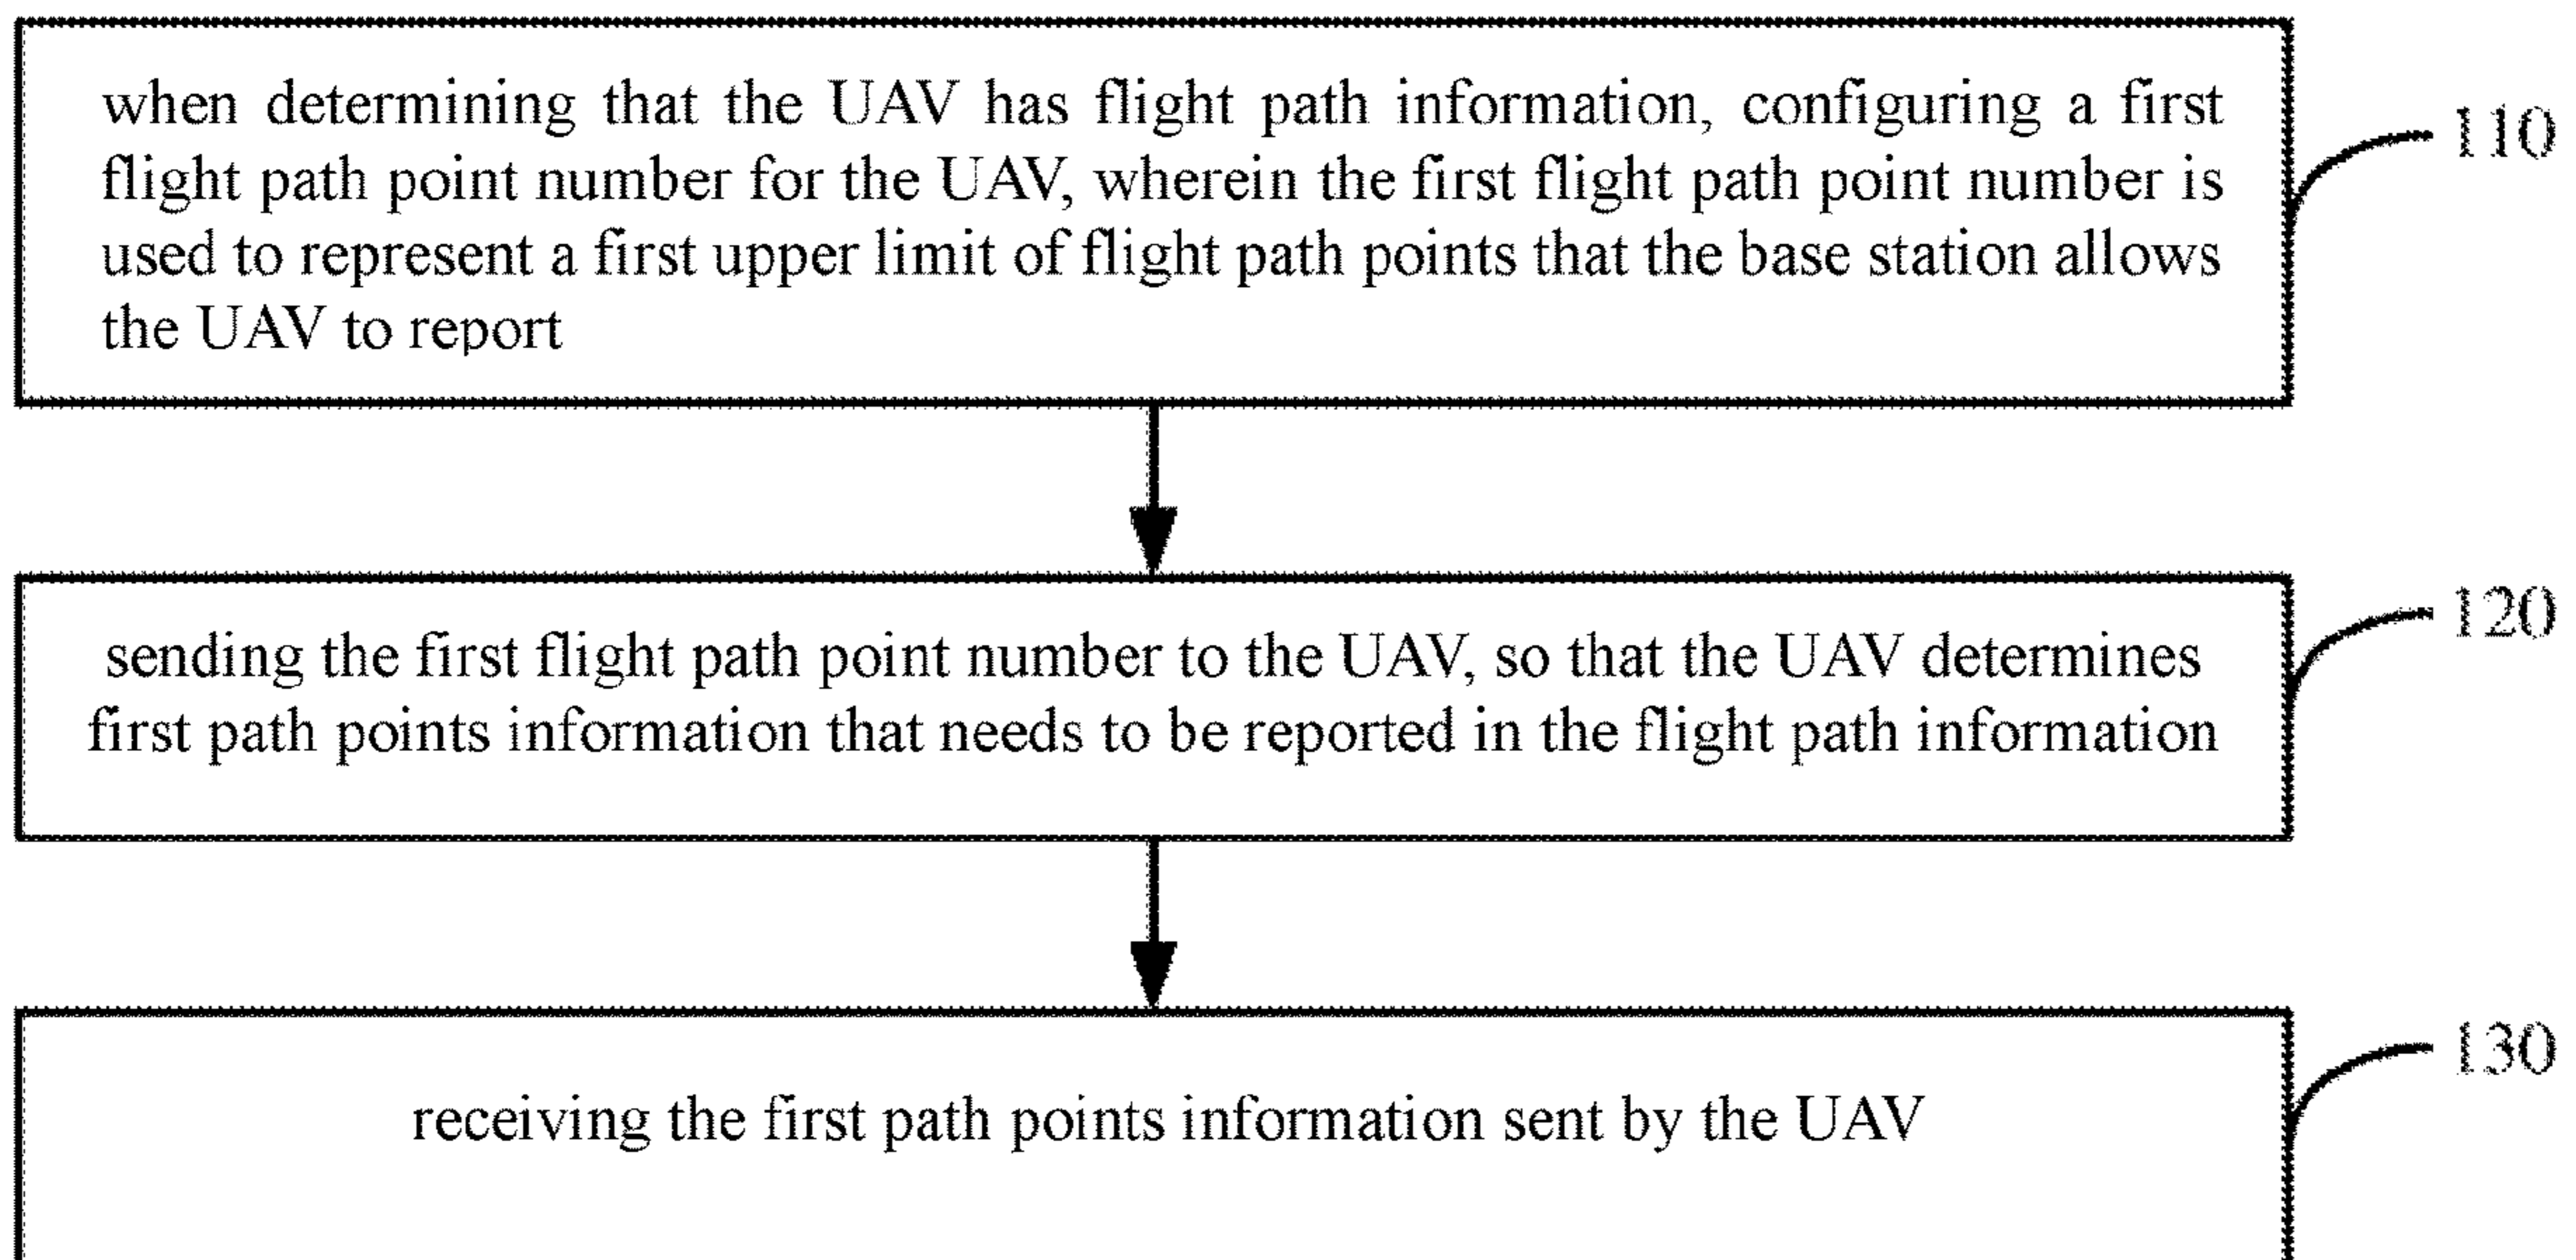 when determining that the UAV has flight path information, configuring a first
flight path point number for the UAV, wherein the first flight path point number is
used to represent a first upper limit of flight path points that the base station allows
the UAV to report
110
sending the first flight path point number to the UAV, so that the UAV determines
first path points information that needs to be reported in the flight path information
120
receiving the first path points information sent by the UAV
130